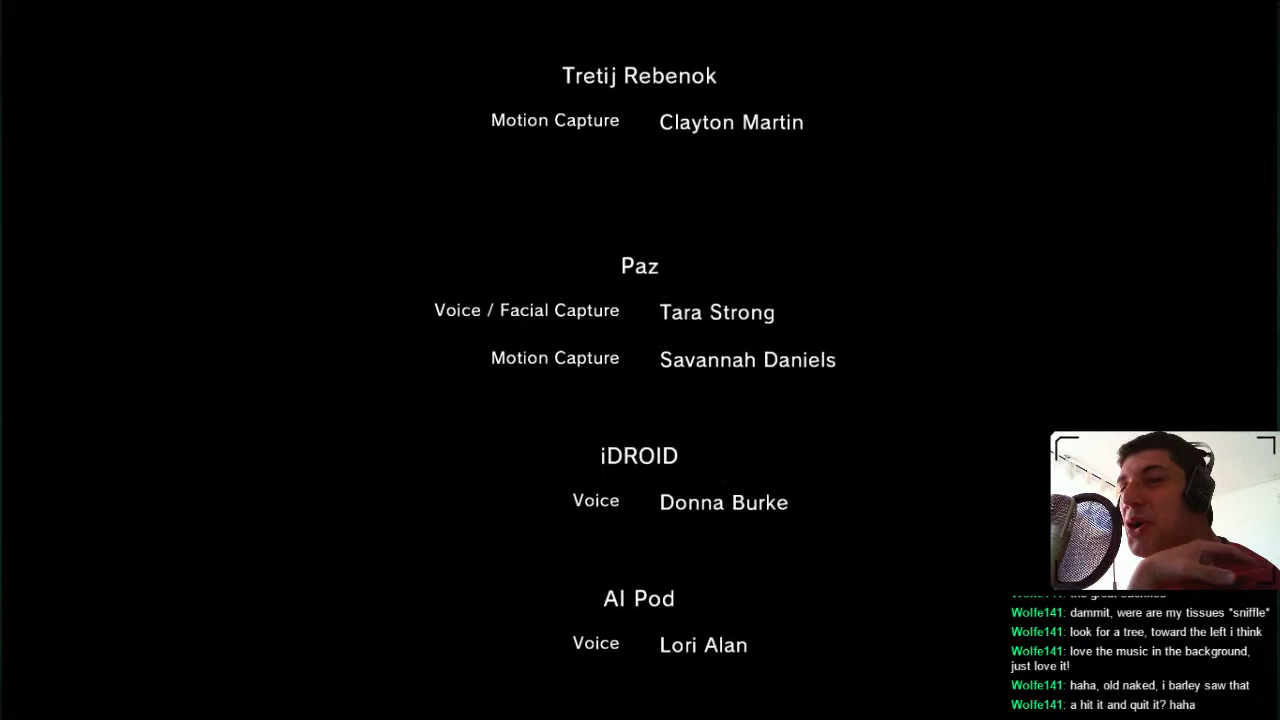 Tretij Rebenok
Motion Capture Clayton Martin
Paz
Voice / Facial Capture Tara Strong
Motion Capture Savannah Daniels
iDROID
Voice Donna Burke
AI Pod
Voice Lori Alan
Wolfe141: dammit, were are my tissues *sniffle*
Wolfe141: look for a tree, toward the left i think
Wolfe141: love the music in the background,
just love it!
Wolfe141: haha, old naked, i barley saw that
Wolfe141: a hit it and quit it? haha